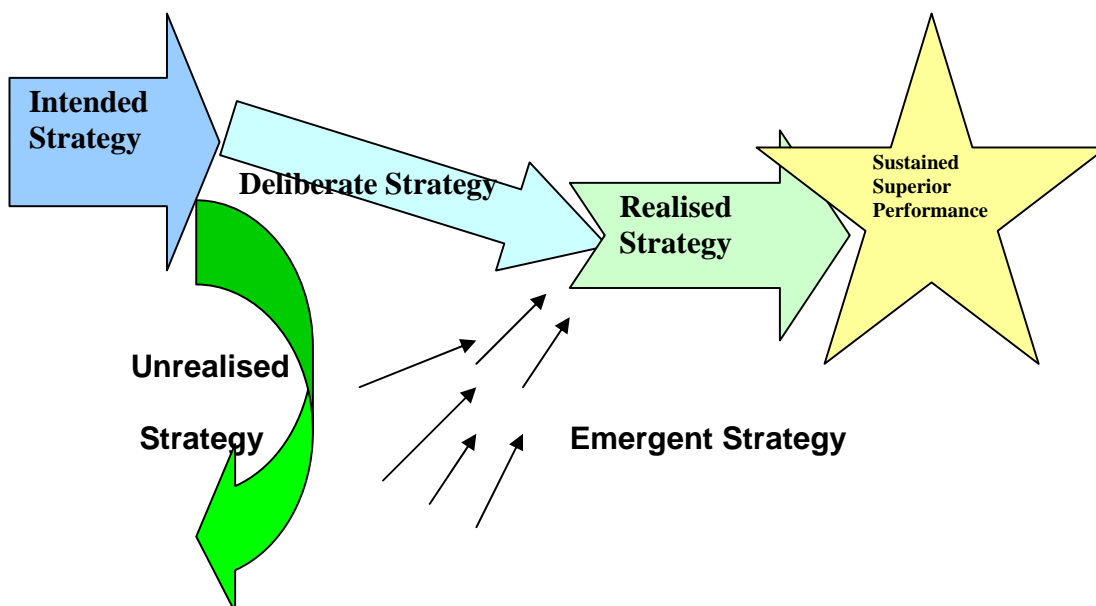 Intended
Strategy
Deliberate Strategy
Realised
Strategy
Sustained
Superior
Performance
Unrealised
Strategy
Emergent Strategy